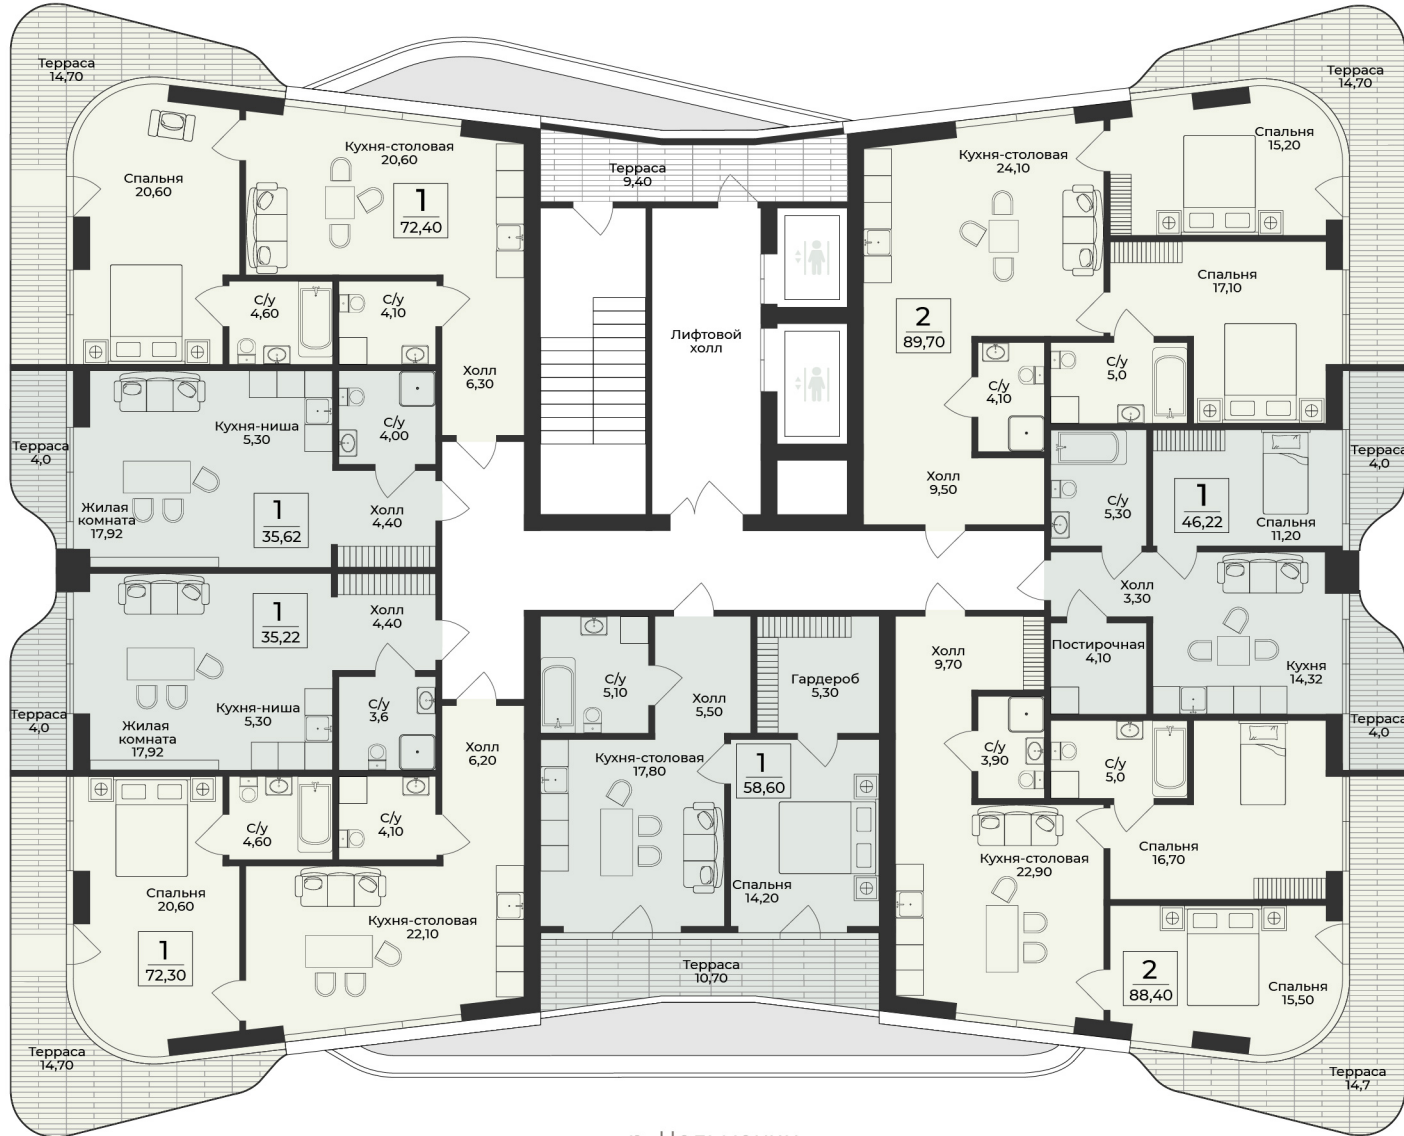 Терраса
14,70
Терраса
14,70
Спальня
15,20
Кухня-столовая
20,60
Кухня-столовая
24,10
Терраса
9,40
Спальня
20,60
1
72,40
Спальня
17,10
С/у
4,60
С/у
4,10
2
89,70
Лифтовой
холл
Холл
6,30
С/у
4,10
С/у
5,0
Кухня-ниша
5,30
С/у
4,00
Терраса
4,0
Терраса
4,0
Холл
9,50
Жилая
комната
17,92
1
35,62
Холл
4,40
С/у
5,30
1
46,22
Спальня
11,20
1
35,22
Холл
4,40
Холл
3,30
Холл
9,70
Постирочная
4,10
Кухня
14,32
С/у
5,10
Холл
5,50
Гардероб
5,30
Терраса
4,0
Жилая
комната
17,92
Кухня-ниша
5,30
С/у
3,6
Терраса
4,0
Холл
6,20
Кухня-столовая
17,80
1
58,60
С/у
3,90
С/у
5,0
С/у
4,60
С/у
4,10
Спальня
16,70
Кухня-столовая
22,90
Спальня
20,60
Спальня
14,20
Кухня-столовая
22,10
1
72,30
Терраса
10,70
2
88,40
Спальня
15,50
Терраса
14,70
Терраса
14,7